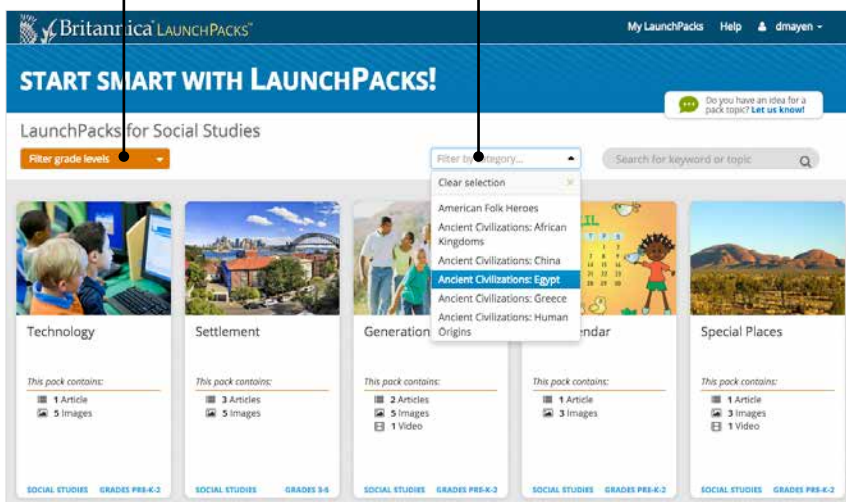 Britannica LAUNCHPACKS™
My LaunchPacks Help dmayen
START SMART WITH LAUNCHPACKS!
Do you have an idea for a
pack topic? Let us know!
LaunchPacks for Social Studies
Filter grade levels
Filter by category...
Search for keyword or topic
Clear selection
American Folk Heroes
Ancient Civilizations: African
Kingdoms
Ancient Civilizations: China
Ancient Civilizations: Egypt
Ancient Civilizations: Greece
Ancient Civilizations: Human
Origins
Technology
This pack contains:
1 Article
5 Images
SOCIAL STUDIES GRADES PRE-K-2
Settlement
This pack contains:
3 Articles
5 Images
SOCIAL STUDIES GRADES 3-5
Generation
This pack contains:
2 Articles
5 Images
1 Video
SOCIAL STUDIES GRADES PRE-K-2
ndar
This pack contains:
1 Article
3 Images
SOCIAL STUDIES GRADES PRE-K-2
Special Places
This pack contains:
1 Article
3 Images
1 Video
SOCIAL STUDIES GRADES PRE-K-2